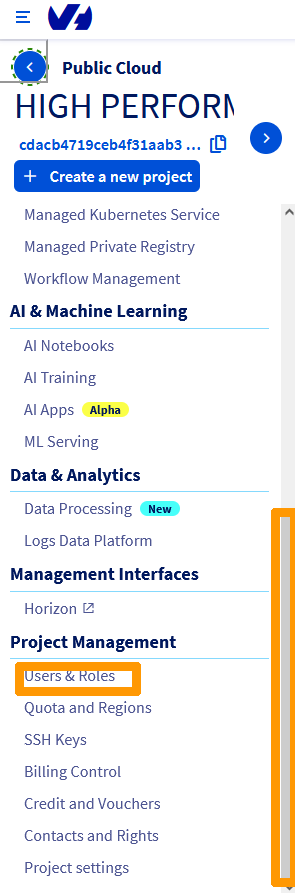 Public Cloud
HIGH PERFORM
cdacb4719ceb4f31aab3 ...
+ Create a new project
Managed Kubernetes Service
Managed Private Registry
Workflow Management
AI & Machine Learning
AI Notebooks
AI Training
AI Apps Alpha
ML Serving
Data & Analytics
Data Processing New
Logs Data Platform
Management Interfaces
Horizon
Project Management
Users & Roles
Quota and Regions
SSH Keys
Billing Control
Credit and Vouchers
Contacts and Rights
Project settings